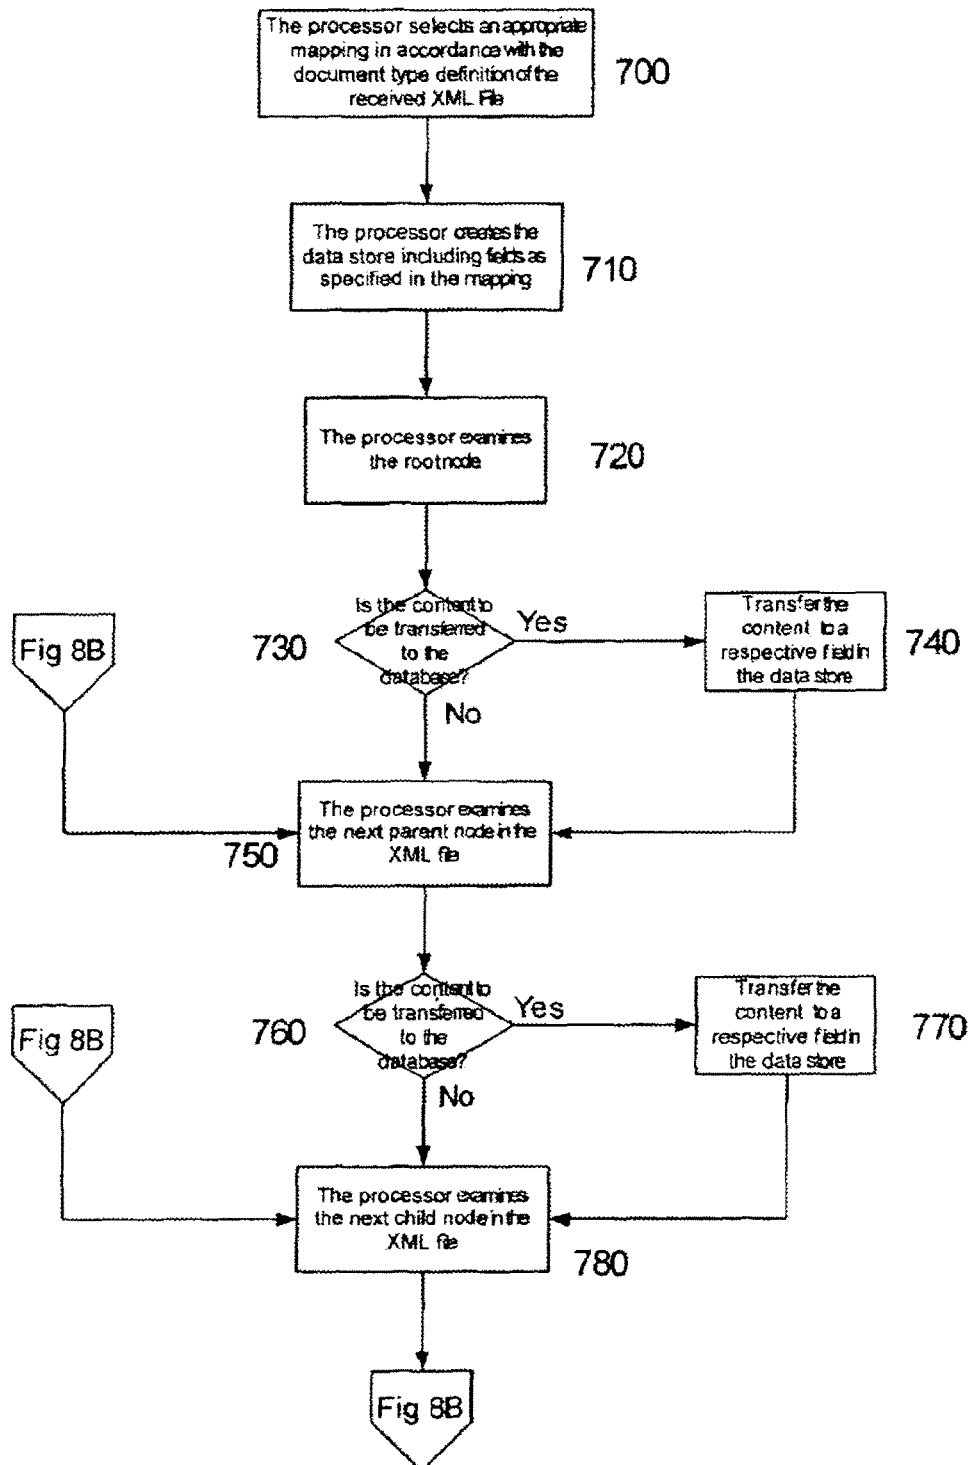 The processor selects an appropriate
mapping in accordance with the
document type definition of the
received XML File
700
The processor creates the
data store including fields as
specified in the mapping
710
The processor examines
the root node
720
Is the content to
be transferred
to the
database?
730
Yes
No
Transfer the
content to a
respective field in
the data store
740
Fig 8B
The processor examines
the next parent node in the
XML file
750
Is the content to
be transferred
to the
database?
760
Yes
No
Transfer the
content to a
respective field in
the data store
770
Fig 8B
The processor examines
the next child node in the
XML file
780
Fig 8B